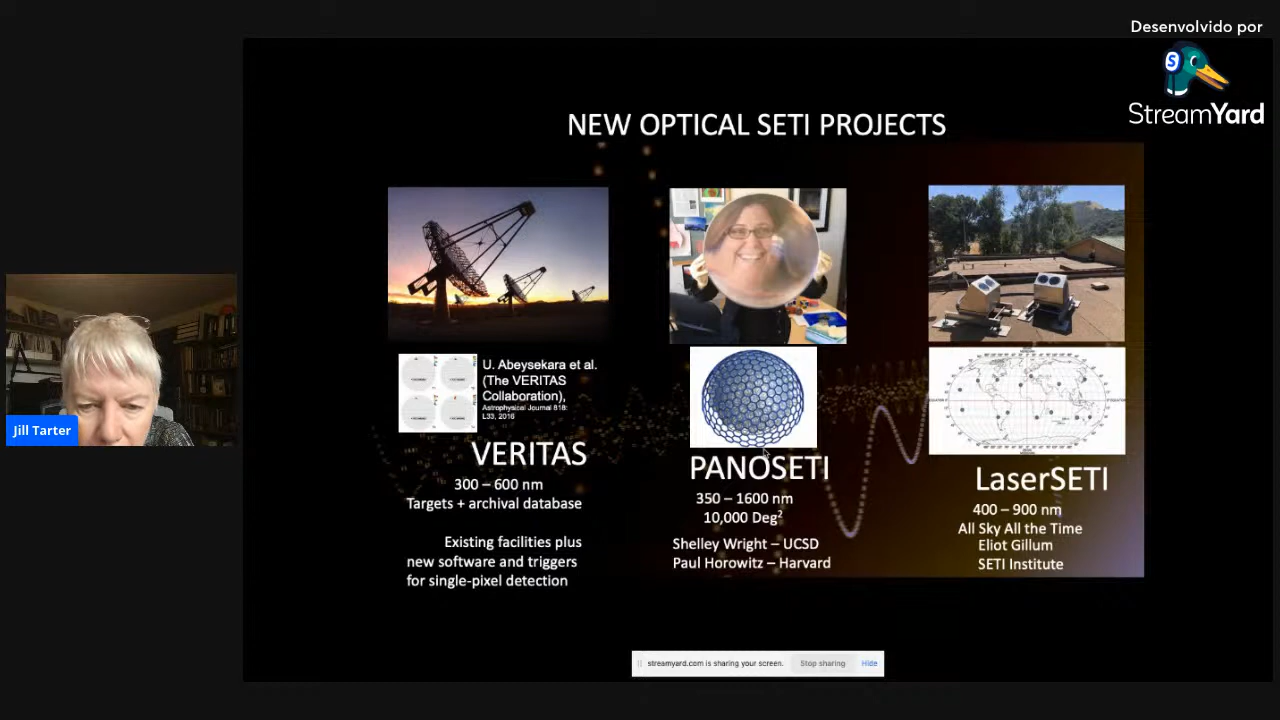 Desenvolvido por
StreamYard
NEW OPTICAL SETI PROJECTS
U. Abeysekara et al.
(The VERITAS
Collaboration),
Astrophysical Journal 818:
L33, 2016
VERITAS
300 – 600 nm
Targets + archival database
Existing facilities plus
new software and triggers
for single-pixel detection
PANOSETI
350 – 1600 nm
10,000 Deg²
Shelley Wright – UCSD
Paul Horowitz – Harvard
LaserSETI
400 – 900 nm
All Sky All the Time
Eliot Gillum
SETI Institute
Jill Tarter
streamyard.com is sharing your screen.
Stop sharing
Hide